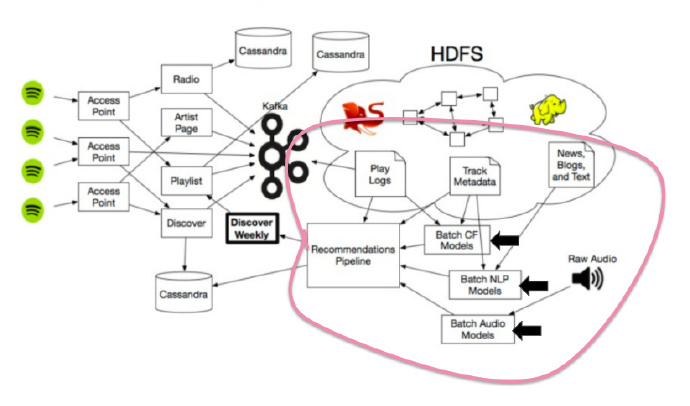 Cassandra
Cassandra
HDFS
Radio
Access
Point
Kafka
Artist
Page
Access
Point
Play
Logs
Track
Metadata
News,
Blogs,
and Text
Playlist
Access
Point
Discover
Discover
Weekly
Recommendations
Pipeline
Batch CF
Models
Raw Audio
Batch NLP
Models
Cassandra
Batch Audio
Models